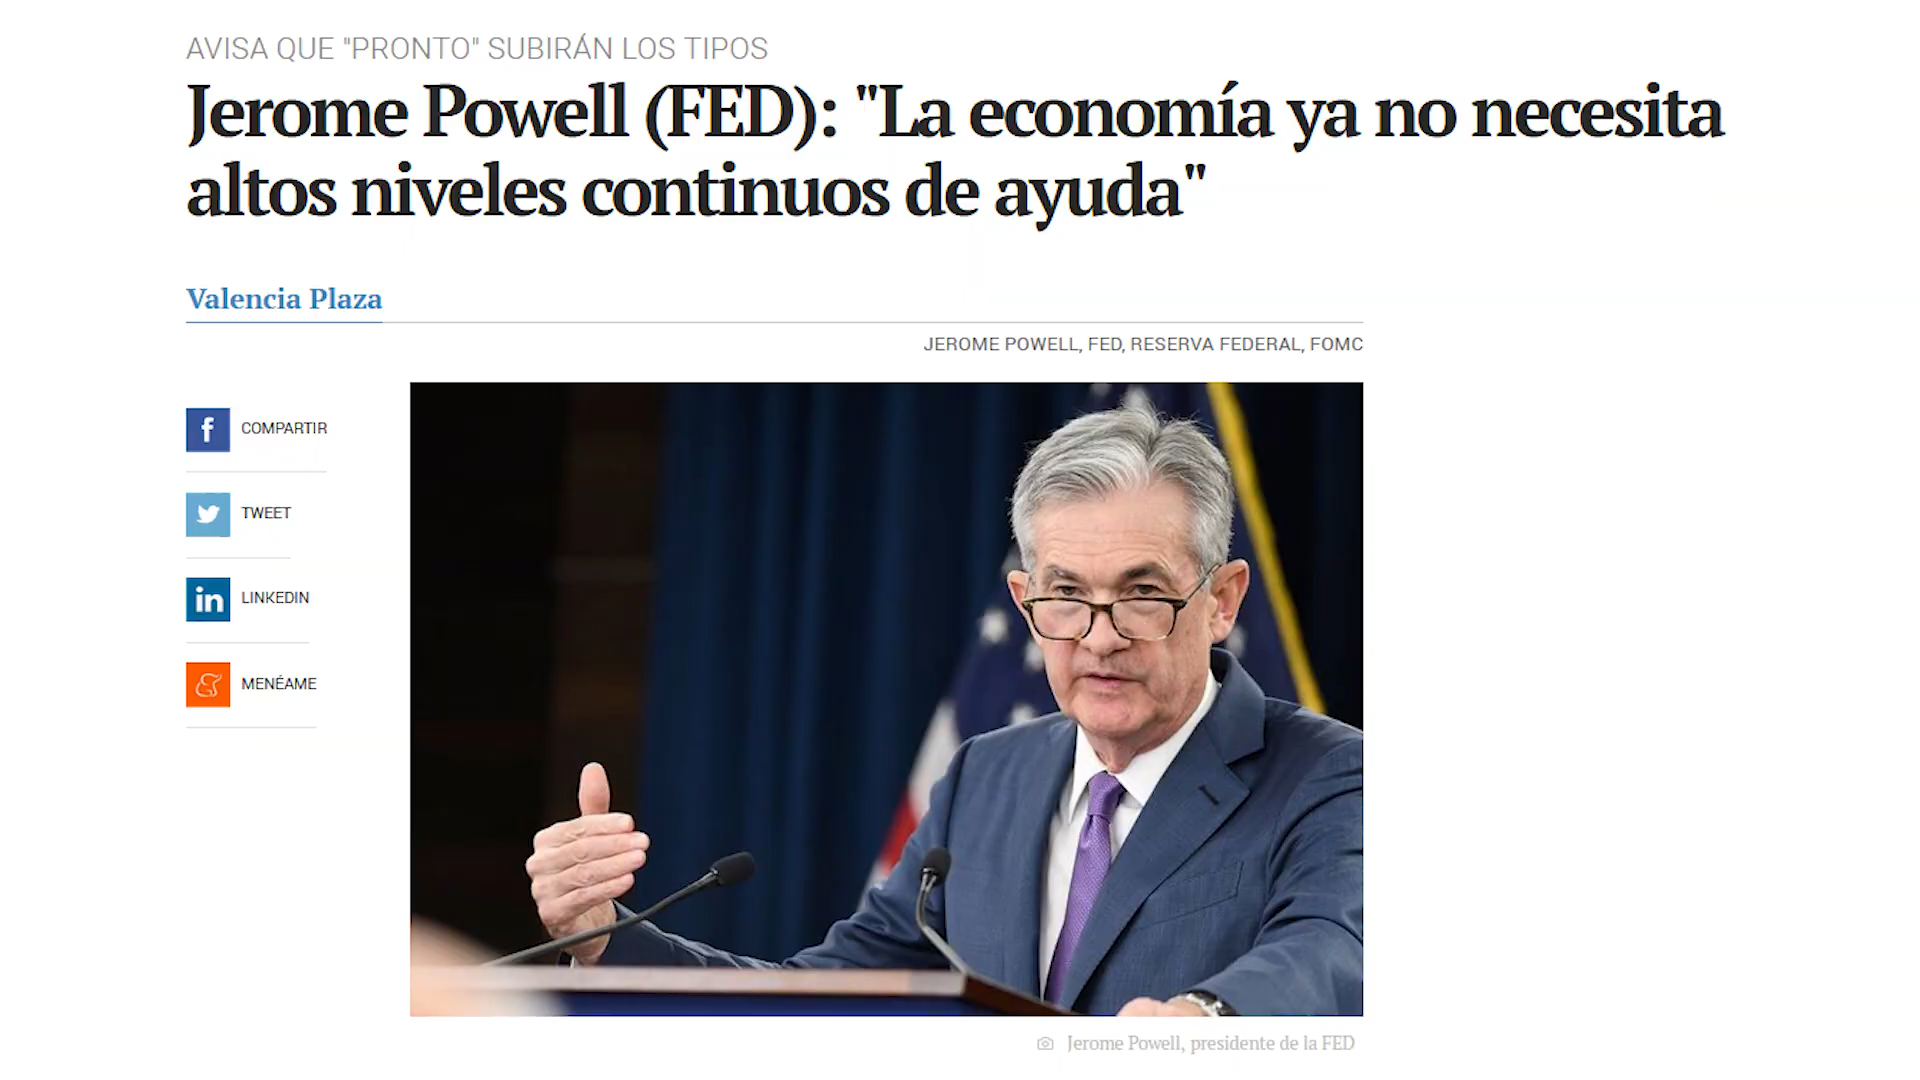 AVISA QUE "PRONTO" SUBIRÁN LOS TIPOS
Jerome Powell (FED): "La economía ya no necesita
altos niveles continuos de ayuda"
Valencia Plaza
JEROME POWELL, FED, RESERVA FEDERAL, FOMC
COMPARTIR
TWEET
LINKEDIN
MENÉAME
Jerome Powell, presidente de la FED